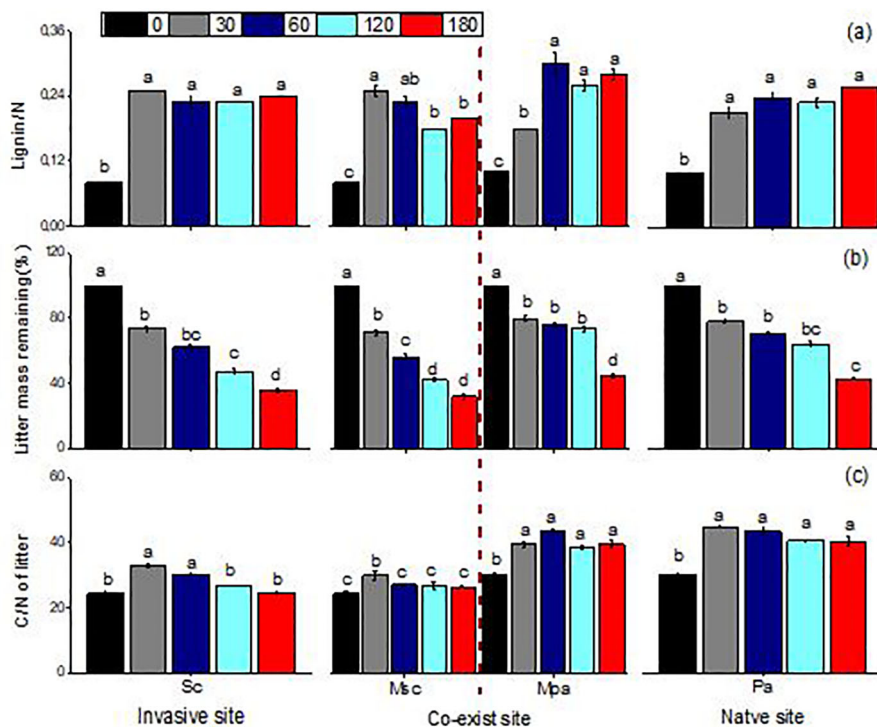 0 30 60 120 180
(a)
Lignin/N
0,36
0,24
0,12
0,00
b a a a a
c a ab b b
c b a a a
b a a a a
(b)
Litter mass remaining(%)
120
80
40
0
a b bc c d
a b c d d
a b b b d
a b b bc c
(c)
C/N of litter
60
40
20
0
b a a b b
c b c c c
b a a a a
b a a a a
Sc Msc Mpa Pa
Invasive site Co-exist site Natve site